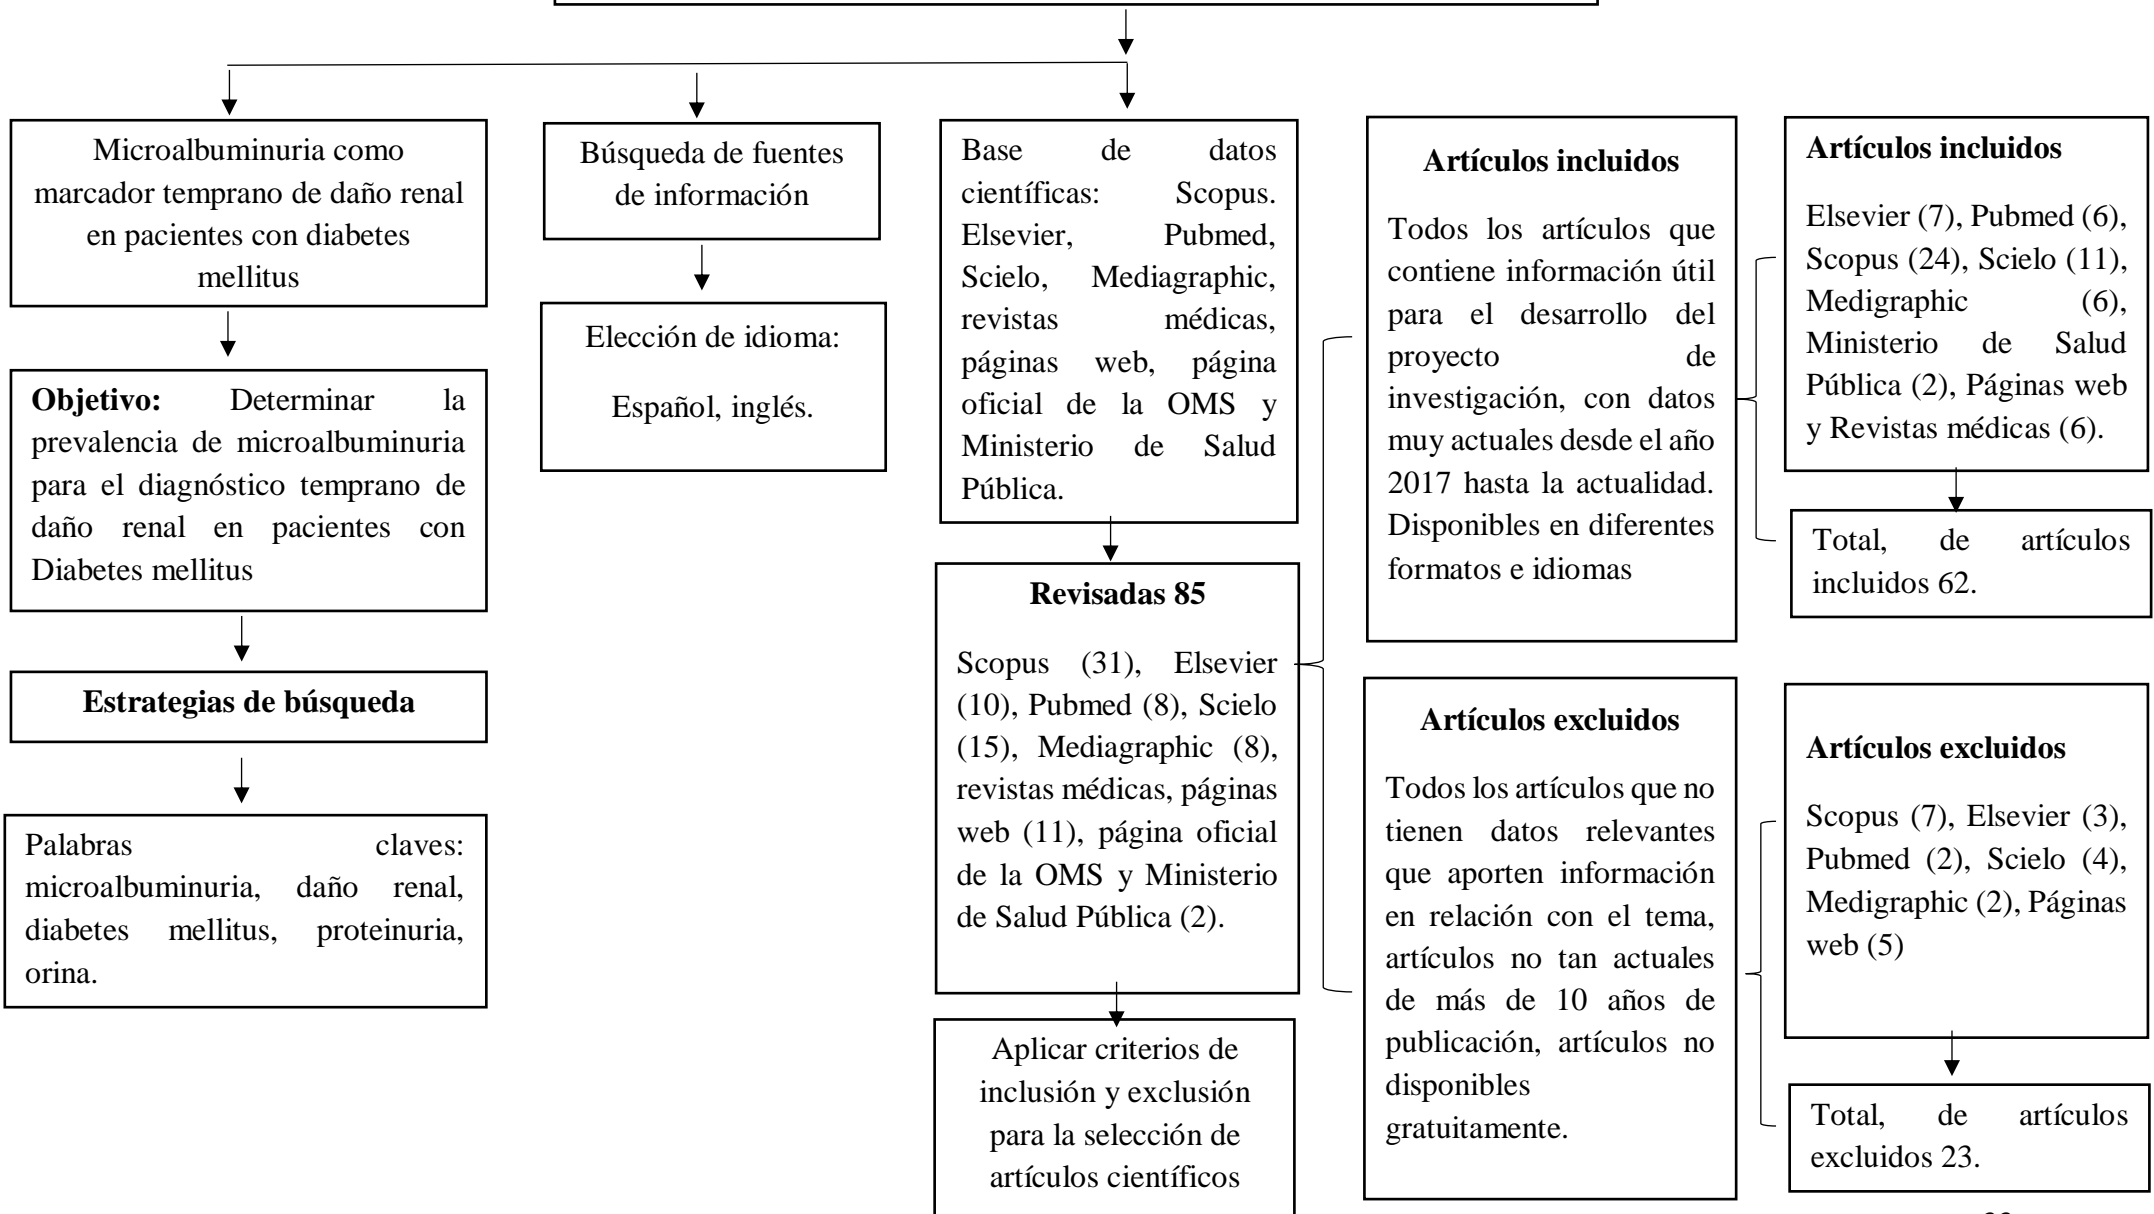 Microalbuminuria como
marcador temprano de daño renal
en pacientes con diabetes
mellitus
Objetivo: Determinar la
prevalencia de microalbuminuria
para el diagnóstico temprano de
daño renal en pacientes con
Diabetes mellitus
Estrategias de búsqueda
Palabras claves:
microalbuminuria, daño renal,
diabetes mellitus, proteinuria,
orina.
Búsqueda de fuentes
de información
Elección de idioma:
Español, inglés.
Base de datos
científicas: Scopus.
Elsevier, Pubmed,
Scielo, Mediagraphic,
revistas médicas,
páginas web, página
oficial de la OMS y
Ministerio de Salud
Pública.
Revisadas 85
Scopus (31), Elsevier
(10), Pubmed (8), Scielo
(15), Mediagraphic (8),
revistas médicas, páginas
web (11), página oficial
de la OMS y Ministerio
de Salud Pública (2).
Aplicar criterios de
inclusión y exclusión
para la selección de
artículos científicos
Artículos incluidos
Todos los artículos que
contiene información útil
para el desarrollo del
proyecto de
investigación, con datos
muy actuales desde el año
2017 hasta la actualidad.
Disponibles en diferentes
formatos e idiomas
Artículos excluidos
Todos los artículos que no
tienen datos relevantes
que aporten información
en relación con el tema,
artículos no tan actuales
de más de 10 años de
publicación, artículos no
disponibles
gratuitamente.
Artículos incluidos
Elsevier (7), Pubmed (6),
Scopus (24), Scielo (11),
Medigraphic (6),
Ministerio de Salud
Pública (2), Páginas web
y Revistas médicas (6).
Total, de artículos
incluidos 62.
Artículos excluidos
Scopus (7), Elsevier (3),
Pubmed (2), Scielo (4),
Medigraphic (2), Páginas
web (5)
Total, de artículos
excluidos 23.